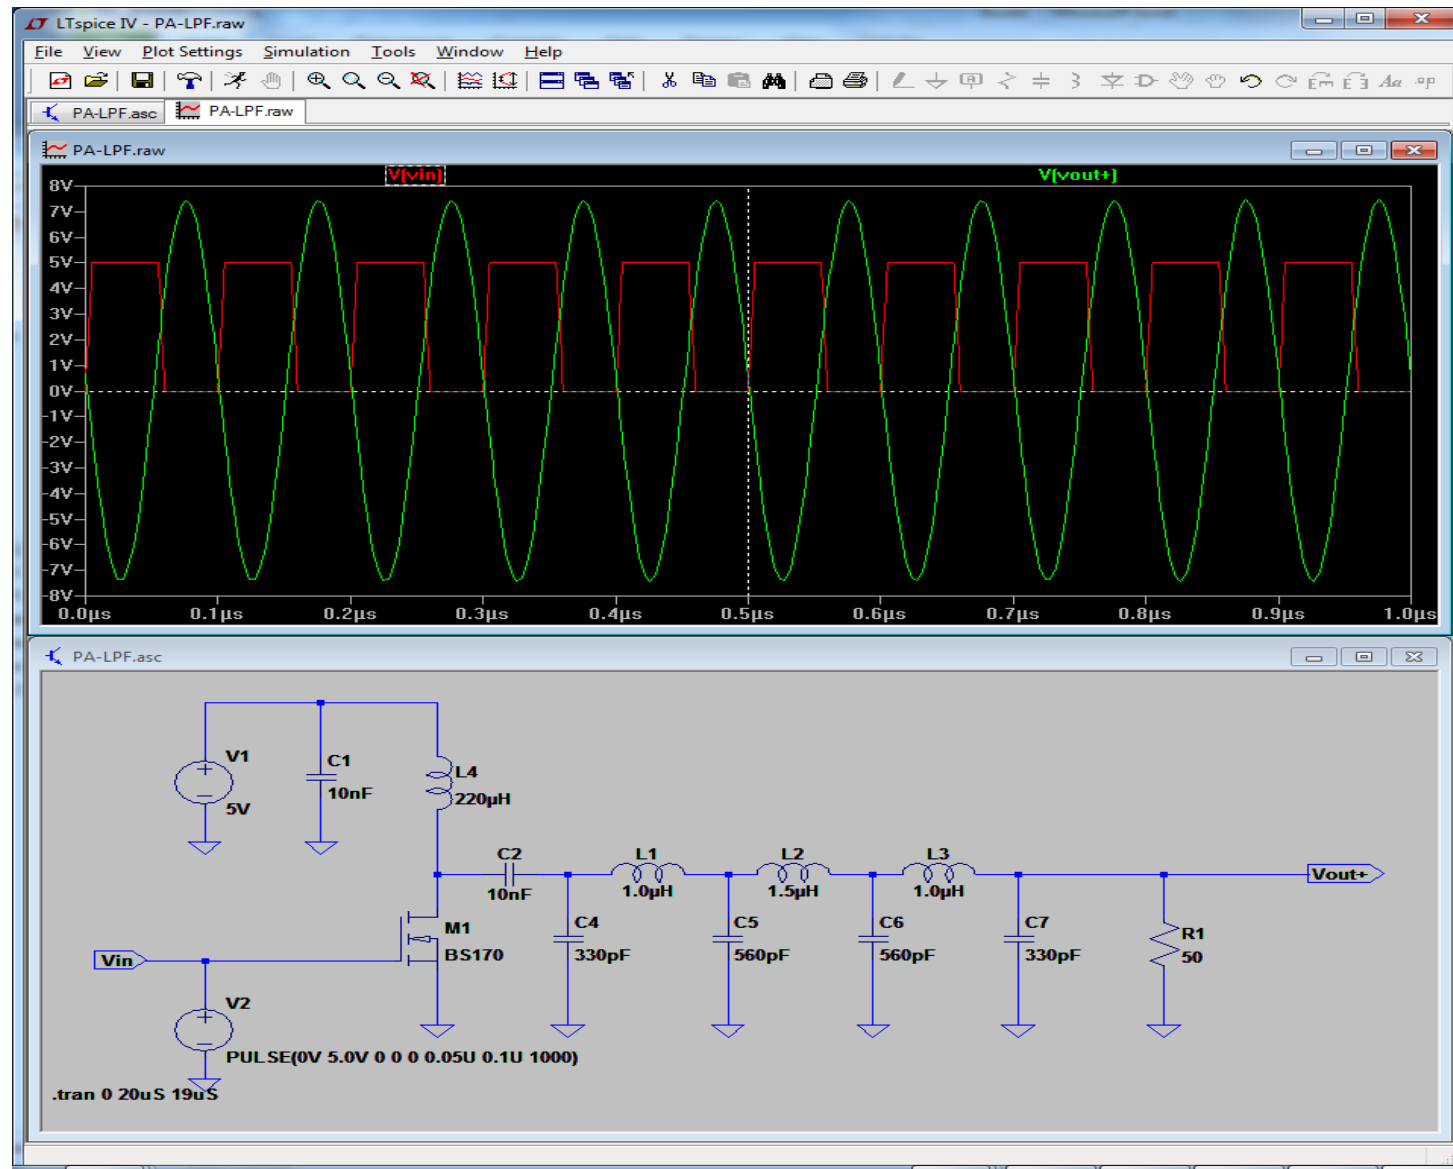 LTspice IV - PA-LPF.raw
File View Plot Settings Simulation Tools Window Help
PA-LPF.asc PA-LPF.raw
PA-LPF.raw
V(vin) V(vout+)
8V
7V
6V
5V
4V
3V
2V
1V
0V
-1V
-2V
-3V
-4V
-5V
-6V
-7V
-8V
0.0µs 0.1µs 0.2µs 0.3µs 0.4µs 0.5µs 0.6µs 0.7µs 0.8µs 0.9µs 1.0µs
PA-LPF.asc
V1
5V
C1
10nF
L4
220µH
C2
10nF
L1
1.0µH
L2
1.5µH
L3
1.0µH
Vout+
C4
330pF
C5
560pF
C6
560pF
C7
330pF
R1
50
M1
BS170
Vin
V2
PULSE(0V 5.0V 0 0 0 0.05U 0.1U 1000)
.tran 0 20uS 19uS